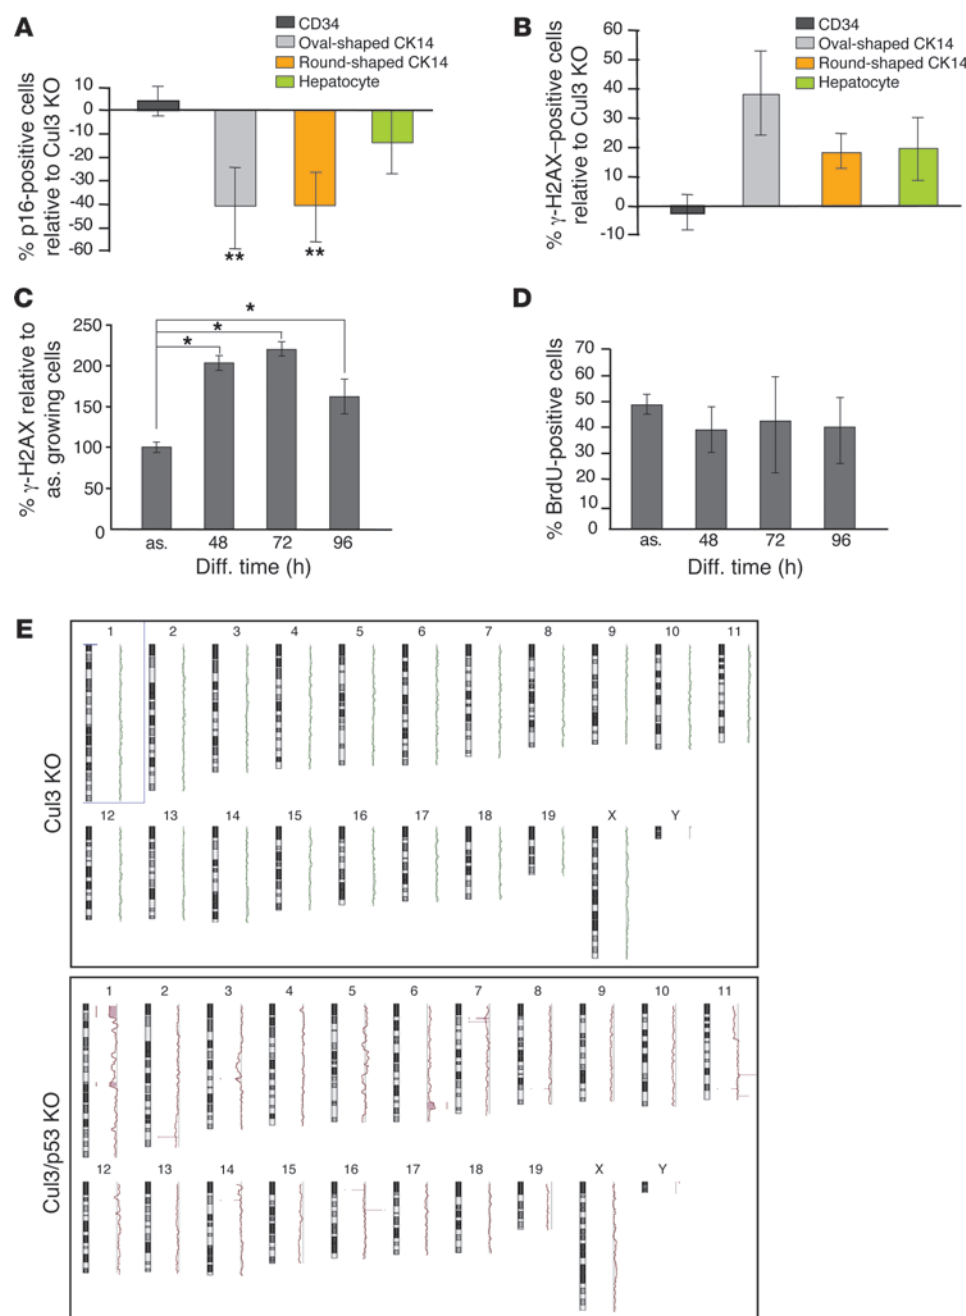 A
CD34
Oval-shaped CK14
Round-shaped CK14
Hepatocyte
% p16-positive cells
relative to Cul3 KO
10
0
-10
-20
-30
-40
-50
-60
**
**
B
CD34
Oval-shaped CK14
Round-shaped CK14
Hepatocyte
% γ-H2AX–positive cells
relative to Cul3 KO
60
50
40
30
20
10
0
-10
C
% γ-H2AX relative to
as. growing cells
250
200
150
100
50
0
*
*
*
as. 48 72 96
Diff. time (h)
D
% BrdU-positive cells
70
60
50
40
30
20
10
0
as. 48 72 96
Diff. time (h)
E
Cul3 KO
1 2 3 4 5 6 7 8 9 10 11
12 13 14 15 16 17 18 19 X Y
Cul3/p53 KO
1 2 3 4 5 6 7 8 9 10 11
12 13 14 15 16 17 18 19 X Y